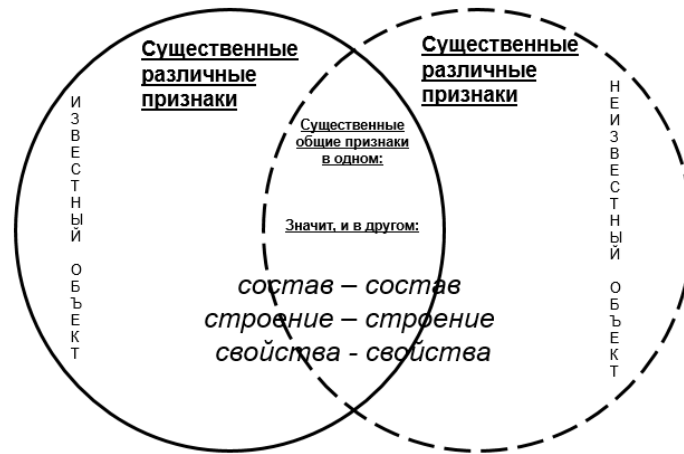 Существенные
различные
признаки
Существенные
различные
признаки
ИЗВЕСТНЫЙ ОБЪЕКТ
НЕИЗВЕСТНЫЙ ОБЪЕКТ
Существенные
общие признаки
в одном:
Значит, и в другом:
состав – состав
строение – строение
свойства - свойства